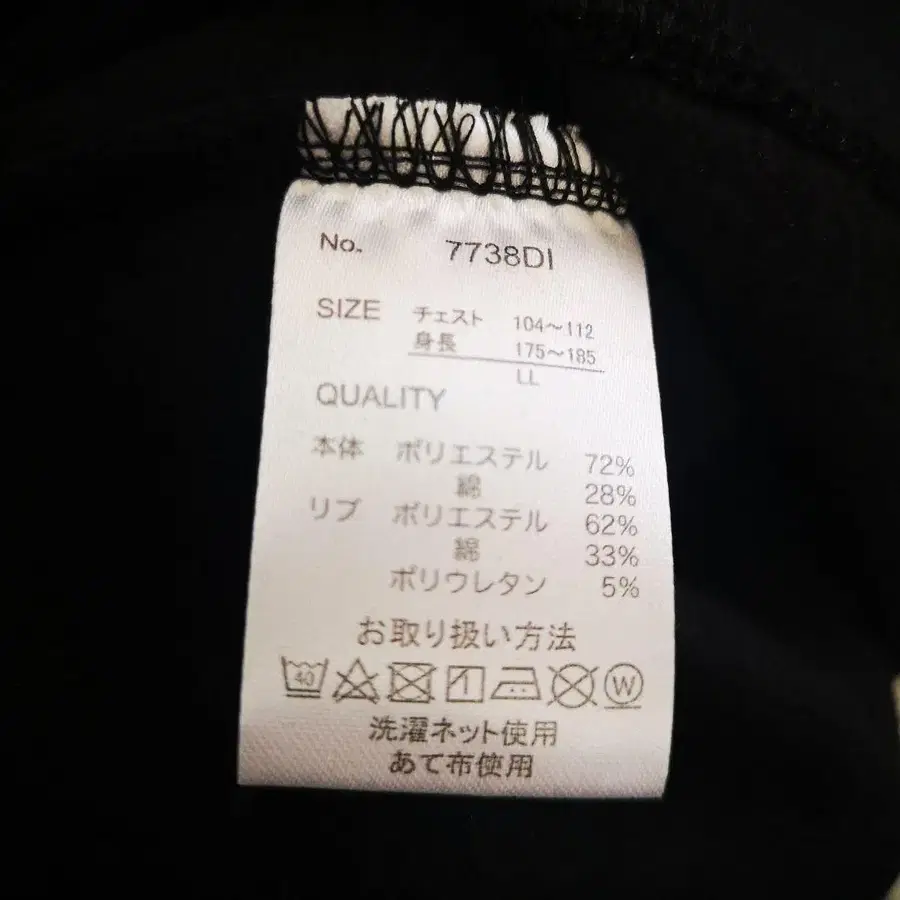 No. 7738DI
SIZE チェスト 104～112
身長 175～185
LL
QUALITY
本体 ポリエステル 72%
綿 28%
リブ ポリエステル 62%
綿 33%
ポリウレタン 5%
お取り扱い方法
40 W
洗濯ネット使用
あて布使用